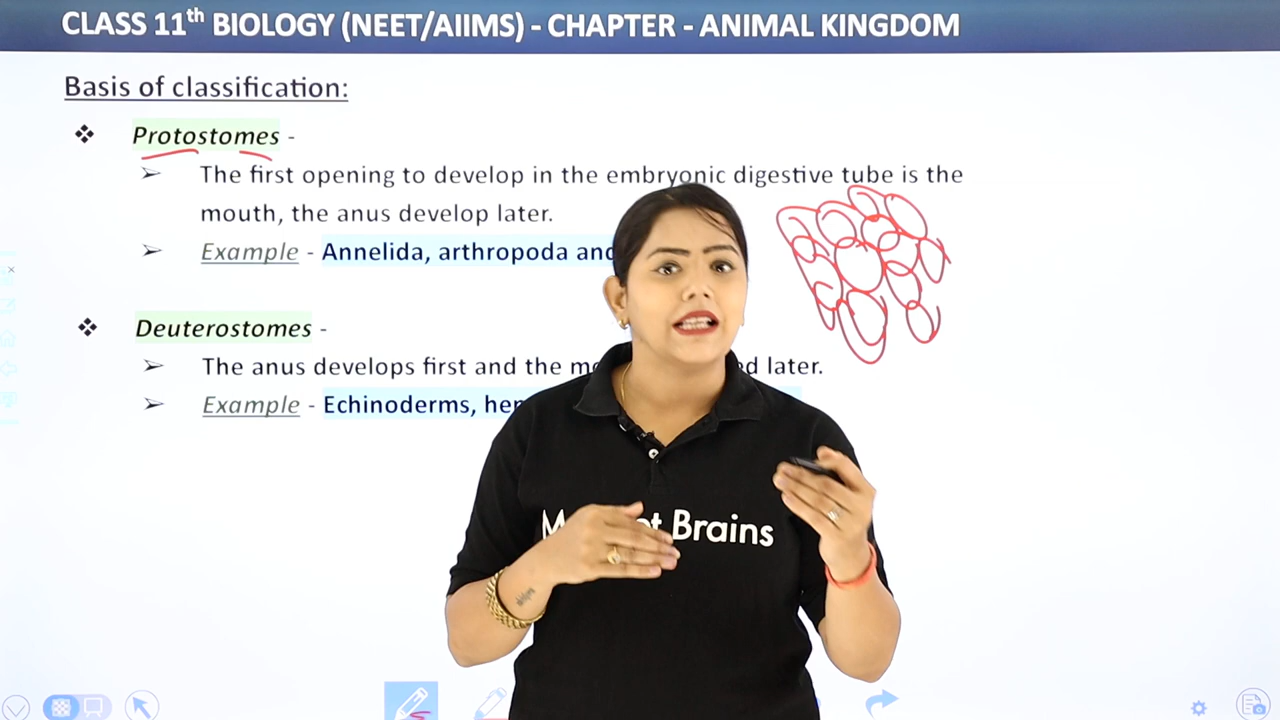 CLASS 11th BIOLOGY (NEET/AIIMS) - CHAPTER - ANIMAL KINGDOM
Basis of classification:
❖ Protostomes -
➢ The first opening to develop in the embryonic digestive tube is the
mouth, the anus develop later.
➢ Example - Annelida, arthropoda and
❖ Deuterostomes -
➢ The anus develops first and the later.
➢ Example - Echinoderms,
Brains